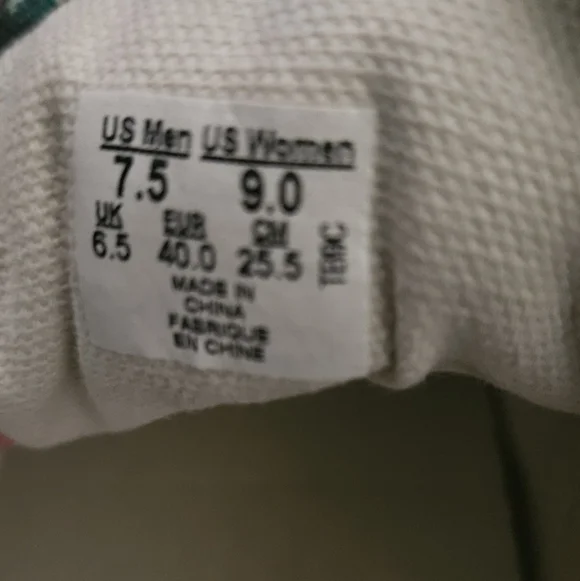 US Men US Women
7.5 9.0
UK EUR CM
6.5 40.0 25.5
MADE IN
CHINA
FABRIQUE
EN CHINE